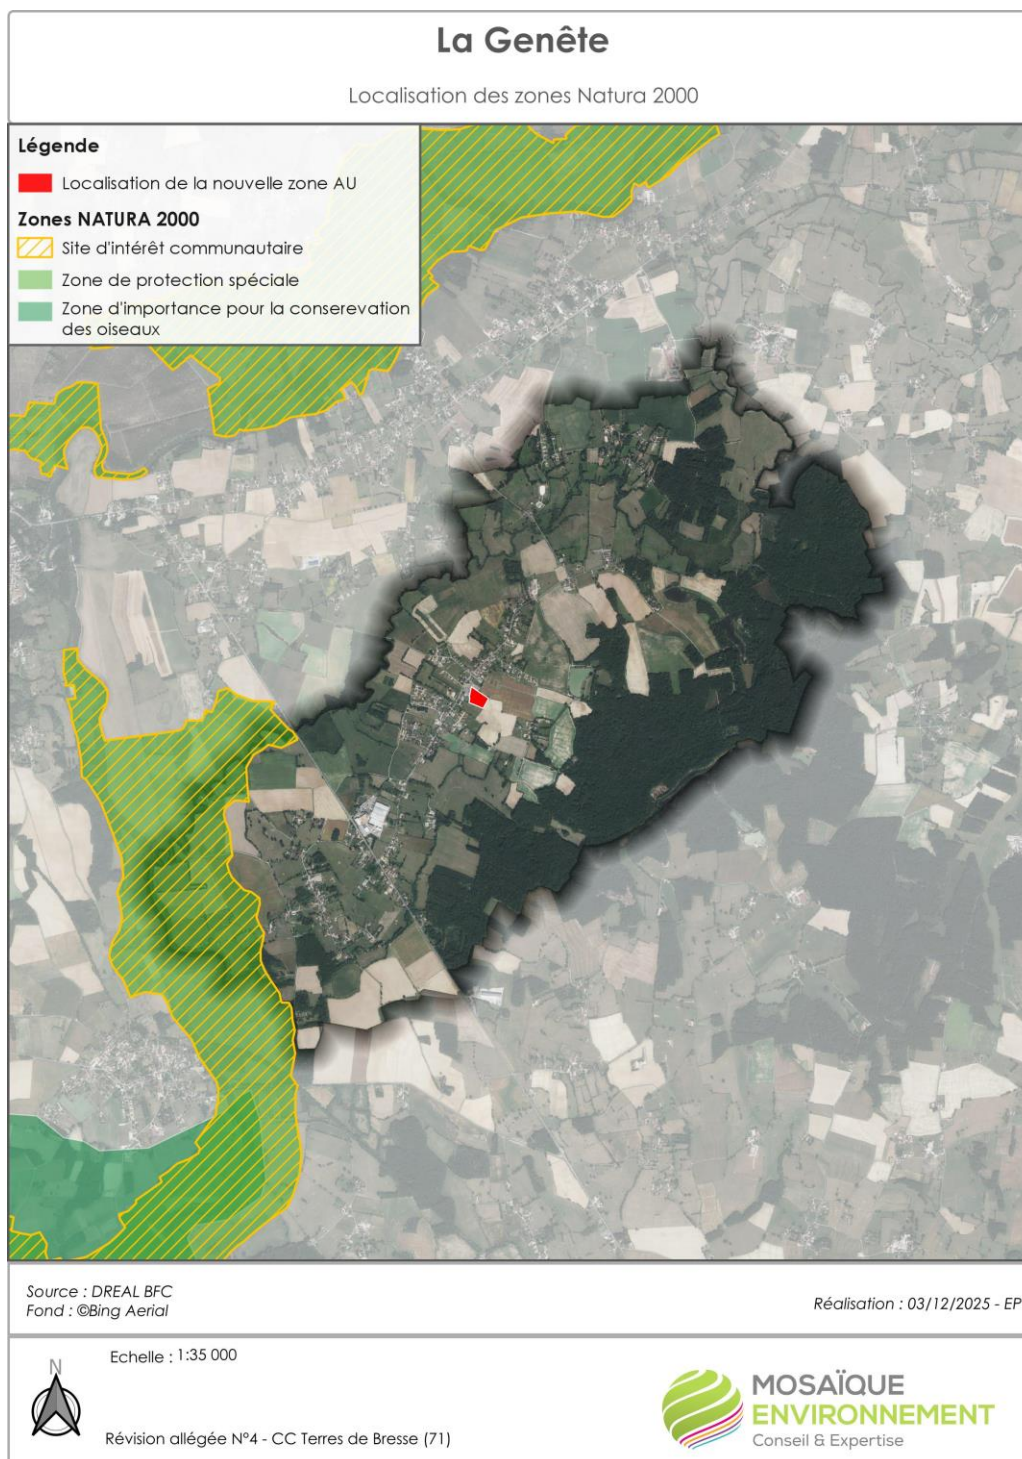 La Genête
Localisation des zones Natura 2000
Légende
Localisation de la nouvelle zone AU
Zones NATURA 2000
Site d'intérêt communautaire
Zone de protection spéciale
Zone d'importance pour la conserevation
des oiseaux
Source : DREAL BFC
Fond : ©Bing Aerial
Réalisation : 03/12/2025 - EP
Echelle : 1:35 000
N
Révision allégée N°4 - CC Terres de Bresse (71)
MOSAÏQUE
ENVIRONNEMENT
Conseil & Expertise